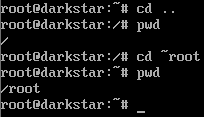 root@darkstar:~# cd ..
root@darkstar:/# pwd
/
root@darkstar:/# cd ~root
root@darkstar:~# pwd
/root
root@darkstar:~# _